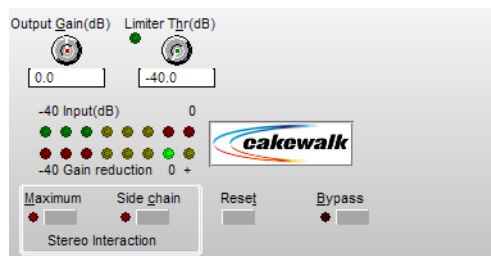 Output Gain(dB) Limiter Thr(dB)
0.0 -40.0
-40 Input(dB) 0
cakewalk
-40 Gain reduction 0 +
Maximum Side chain Reset Bypass
Stereo Interaction